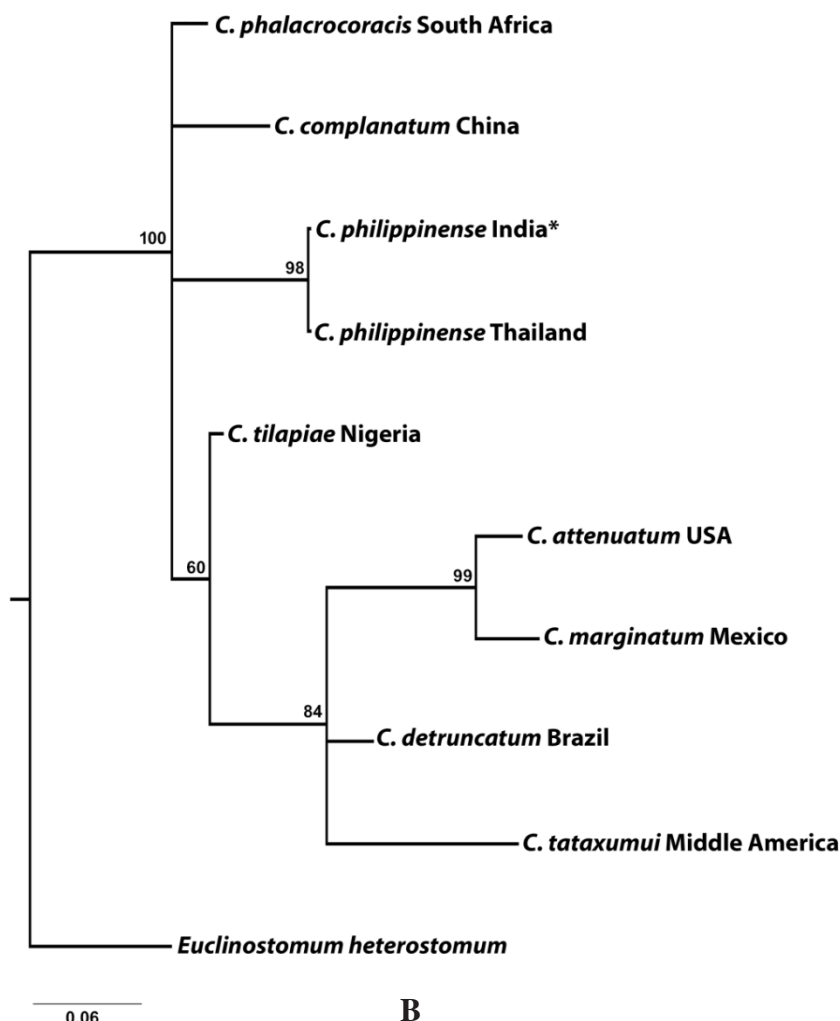 C. phalacrocoracis South Africa
C. complanatum China
100
C. philippinense India*
98
C. philippinense Thailand
C. tilapiae Nigeria
C. attenuatum USA
60
99
C. marginatum Mexico
84
C. detruncatum Brazil
C. tataxumui Middle America
Euclinostomum heterostomum
0.06
B